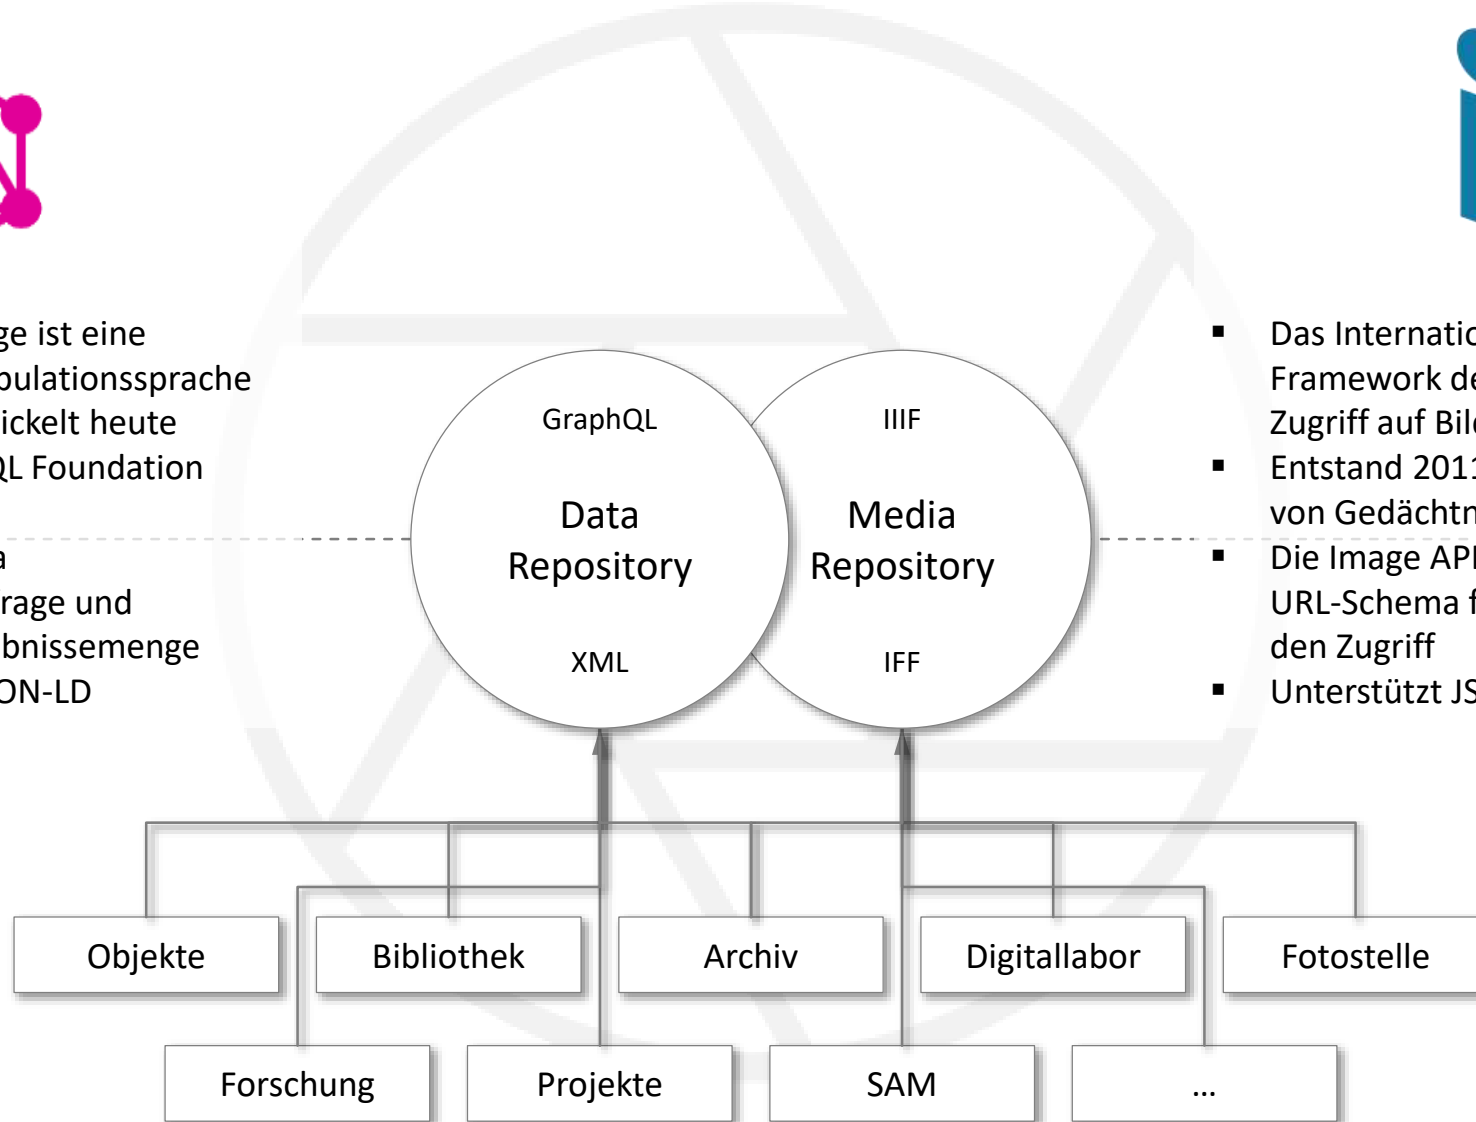 ge ist eine
pulationssprache
ickelt heute
QL Foundation
a
rage und
bnissemenge
ON-LD
GraphQL
Data
Repository
XML
IIIF
Media
Repository
IFF
▪ Das Internatio
Framework de
Zugriff auf Bil
▪ Entstand 2011
von Gedächtn
▪ Die Image API
URL-Schema f
den Zugriff
▪ Unterstützt JS
Objekte
Bibliothek
Archiv
Digitallabor
Fotostelle
Forschung
Projekte
SAM
...